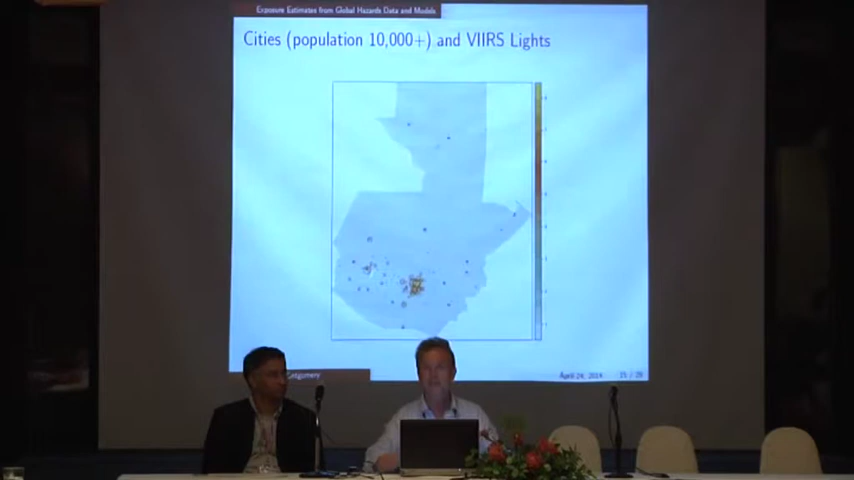 Exposure Estimates from Global Hazards Data and Models
Cities (population 10,000+) and VIIRS Lights
April 24, 2014